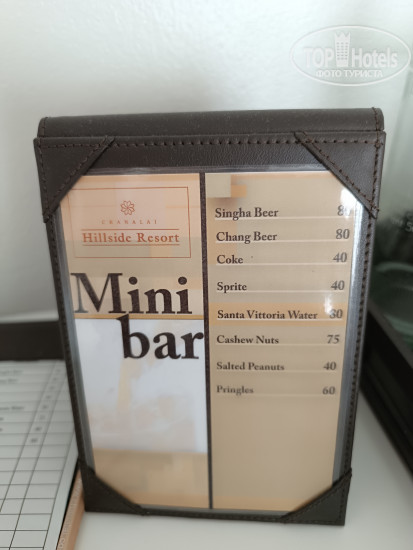 TOP Hotels
ФОТО ТУРИСТА
CHANALAI
Hillside Resort
Mini
bar
Singha Beer
Chang Beer 80
Coke 40
Sprite 40
Santa Vittoria Water
Cashew Nuts 75
Salted Peanuts 40
Pringles 60